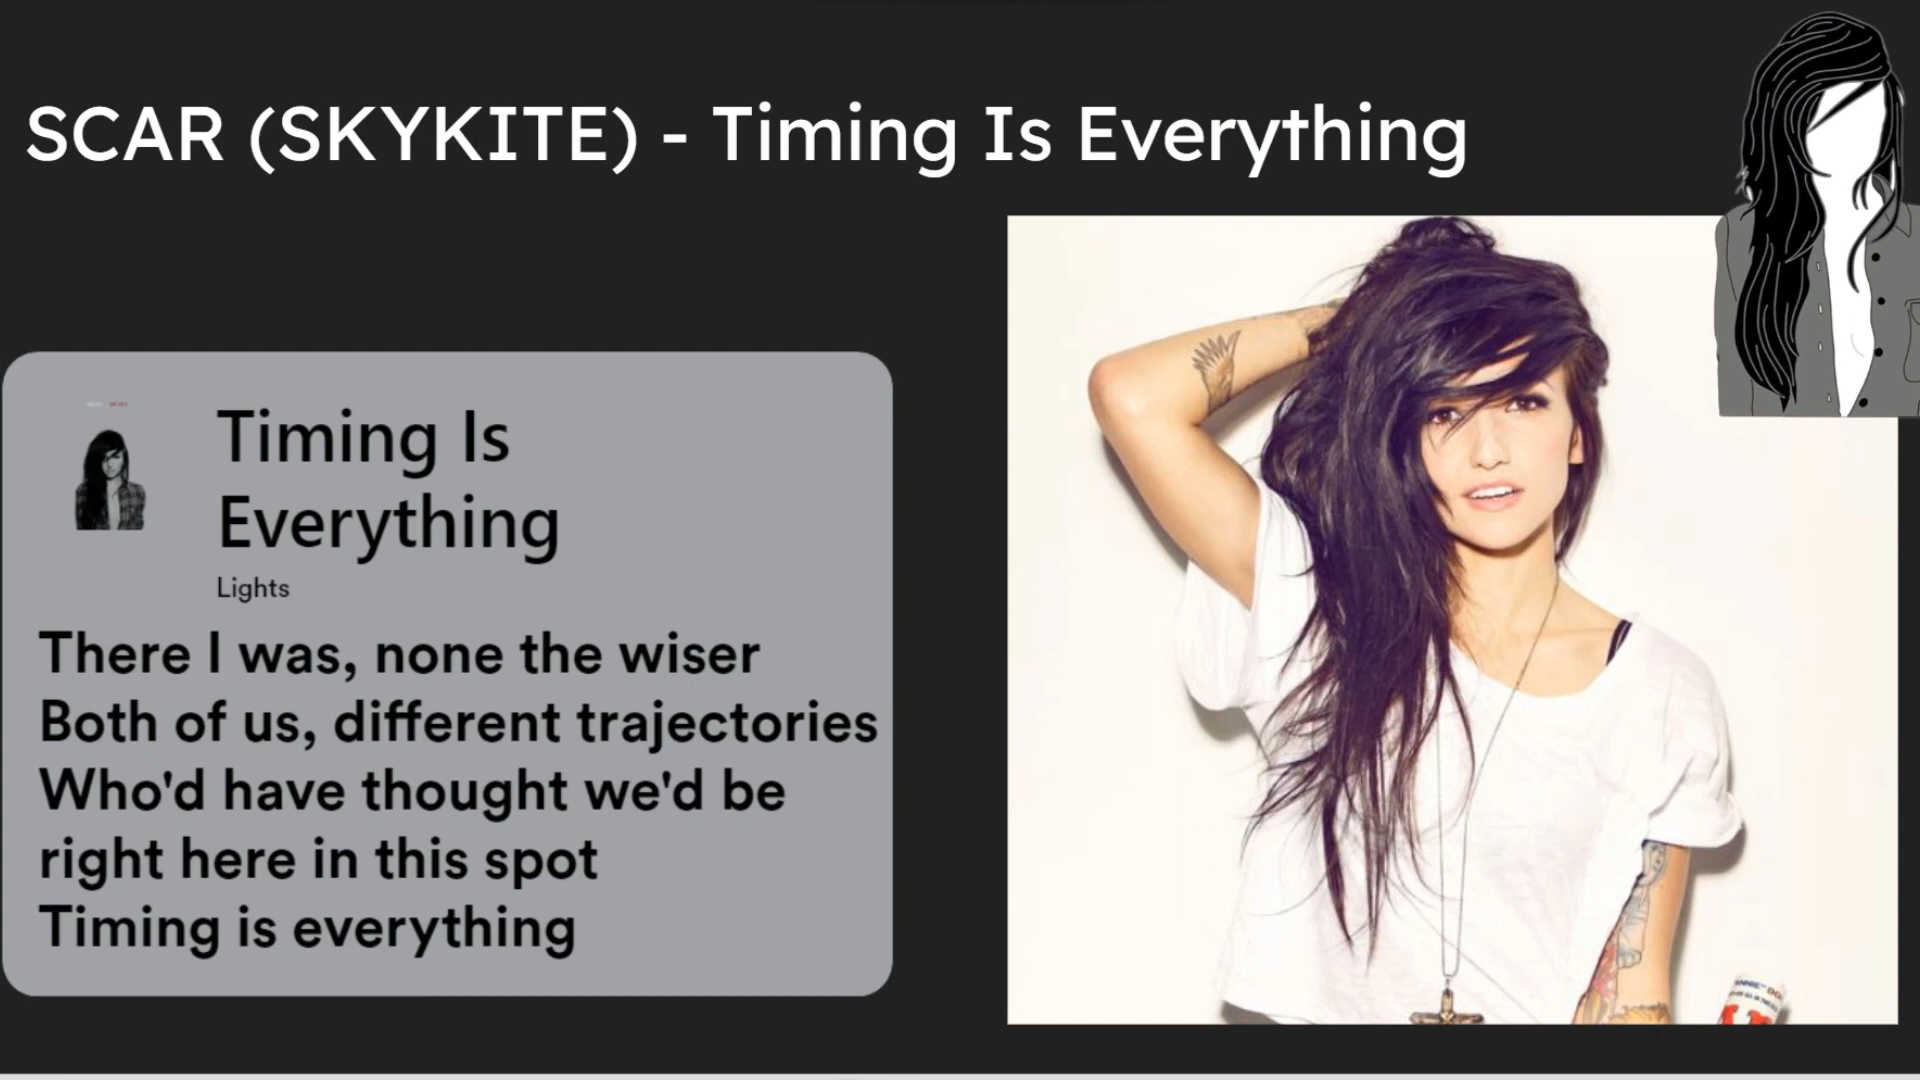 SCAR (SKYKITE) - Timing Is Everything
Timing Is
Everything
Lights
There I was, none the wiser
Both of us, different trajectories
Who'd have thought we'd be
right here in this spot
Timing is everything